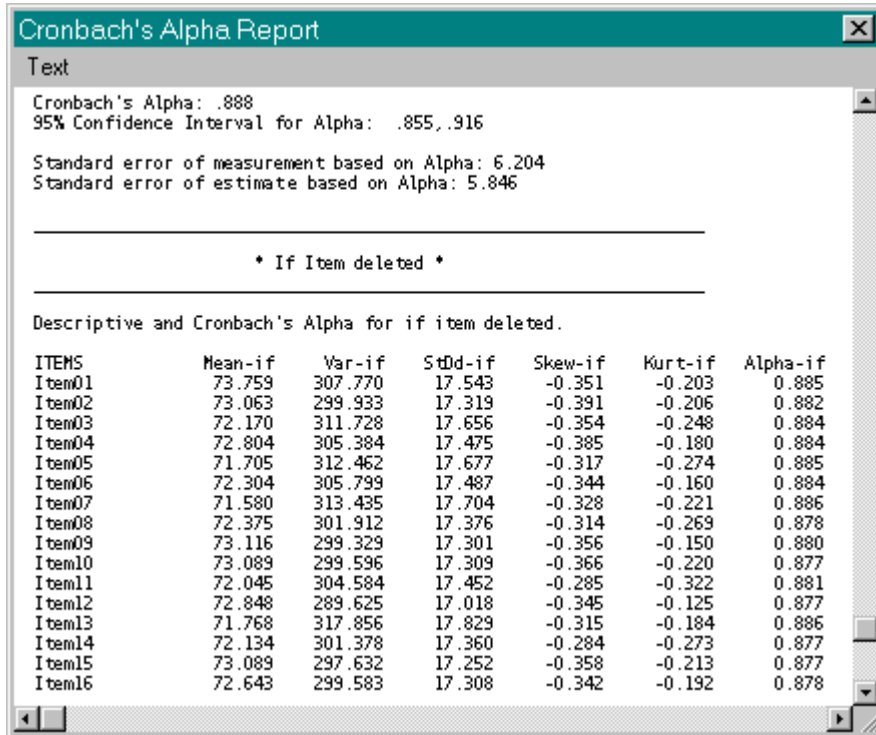 Cronbach's Alpha Report
Text
Cronbach's Alpha: .888
95% Confidence Interval for Alpha: .855,.916
Standard error of measurement based on Alpha: 6.204
Standard error of estimate based on Alpha: 5.846
* If Item deleted *
Descriptive and Cronbach's Alpha for if item deleted.
ITEMS Mean-if Var-if StDd-if Skew-if Kurt-if Alpha-if
Item01 73.759 307.770 17.543 -0.351 -0.203 0.885
Item02 73.063 299.933 17.319 -0.391 -0.206 0.882
Item03 72.170 311.728 17.656 -0.354 -0.248 0.884
Item04 72.804 305.384 17.475 -0.385 -0.180 0.884
Item05 71.705 312.462 17.677 -0.317 -0.274 0.885
Item06 72.304 305.799 17.487 -0.344 -0.160 0.884
Item07 71.580 313.435 17.704 -0.328 -0.221 0.886
Item08 72.375 301.912 17.376 -0.314 -0.269 0.878
Item09 73.116 299.329 17.301 -0.356 -0.150 0.880
Item10 73.089 299.596 17.309 -0.366 -0.220 0.877
Item11 72.045 304.584 17.452 -0.285 -0.322 0.881
Item12 72.848 289.625 17.018 -0.345 -0.125 0.877
Item13 71.768 317.856 17.829 -0.315 -0.184 0.886
Item14 72.134 301.378 17.360 -0.284 -0.273 0.877
Item15 73.089 297.632 17.252 -0.358 -0.213 0.877
Item16 72.643 299.583 17.308 -0.342 -0.192 0.878